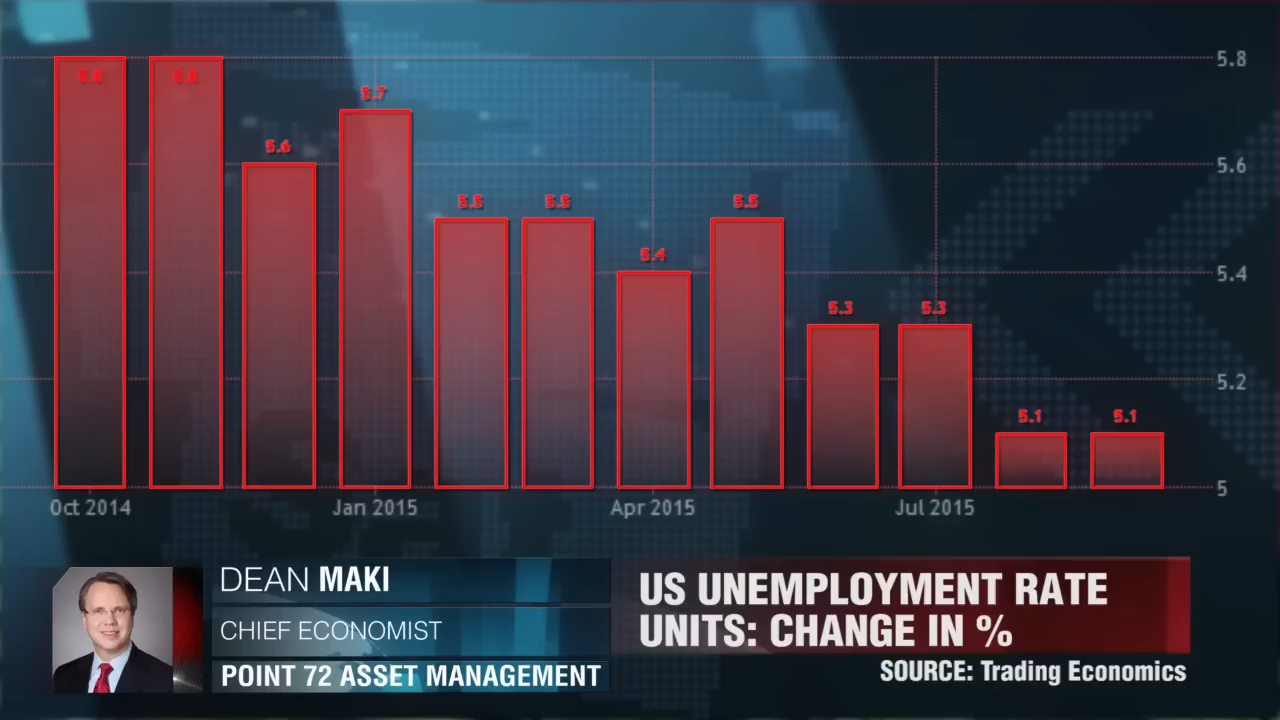 5.8
5.8
5.6
5.7
5.5
5.5
5.4
5.5
5.3
5.3
5.1
5.1
5.8
5.6
5.4
5.2
5
Oct 2014
Jan 2015
Apr 2015
Jul 2015
DEAN MAKI
CHIEF ECONOMIST
POINT 72 ASSET MANAGEMENT
US UNEMPLOYMENT RATE
UNITS: CHANGE IN %
SOURCE: Trading Economics